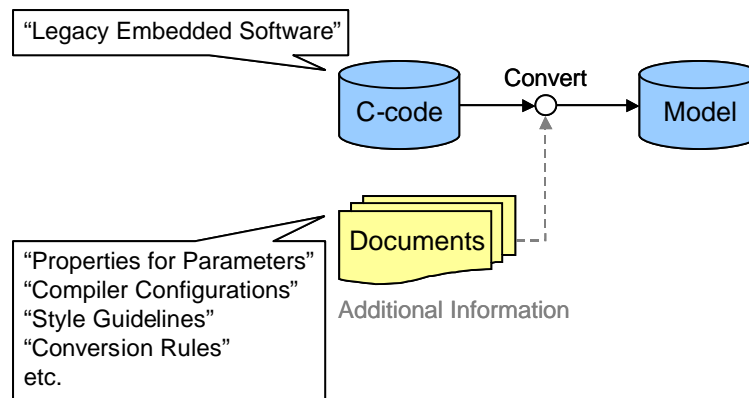 “Legacy Embedded Software”
Convert
C-code
Model
Documents
“Properties for Parameters”
“Compiler Configurations”
“Style Guidelines”
“Conversion Rules”
etc.
Additional Information